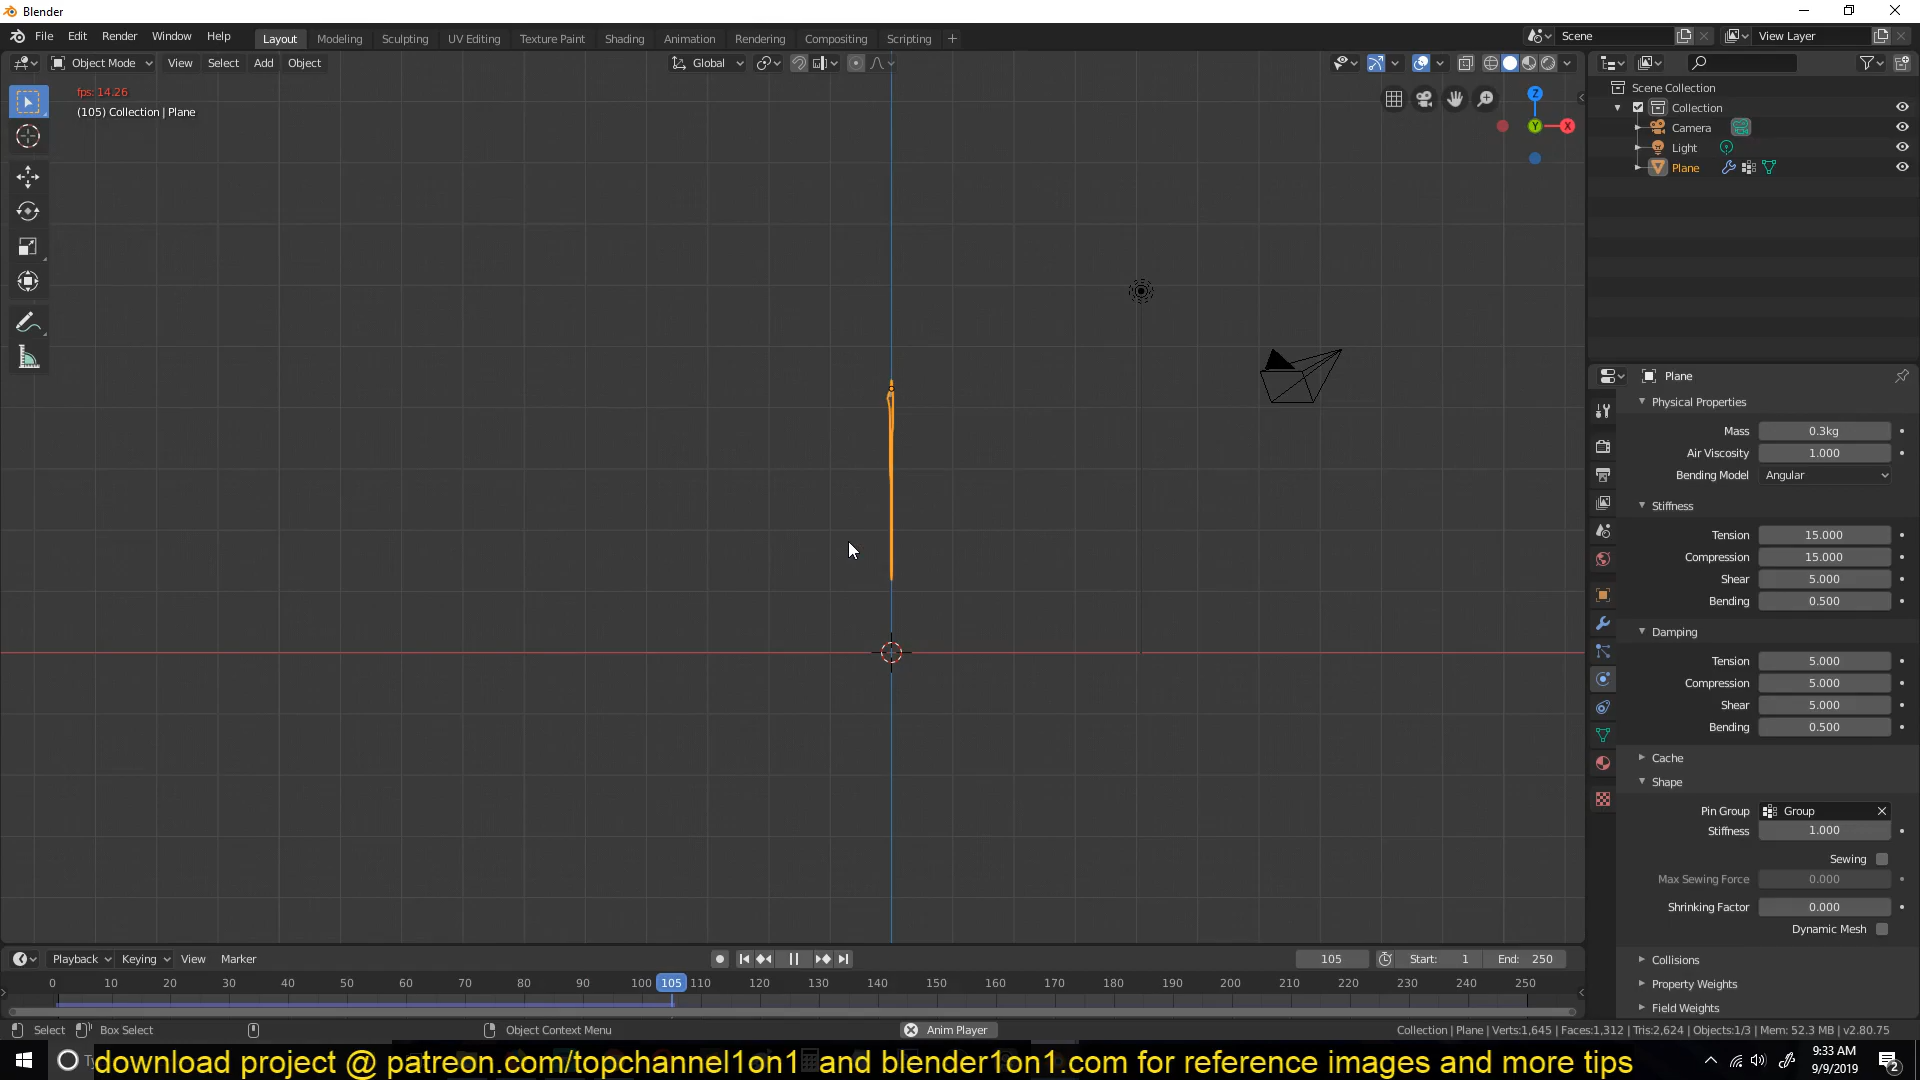 Blender
File Edit Render Window Help
Layout Modeling Sculpting UV Editing Texture Paint Shading Animation Rendering Compositing Scripting
Scene
View Layer
Object Mode View Select Add Object
Global
fps: 14.26
(105) Collection | Plane
Z
Y
X
Scene Collection
Collection
Camera
Light
Plane
Plane
Physical Properties
Mass 0.3kg
Air Viscosity 1.000
Bending Model Angular
Stiffness
Tension 15.000
Compression 15.000
Shear 5.000
Bending 0.500
Damping
Tension 5.000
Compression 5.000
Shear 5.000
Bending 0.500
Cache
Shape
Pin Group Group
Stiffness 1.000
Sewing
Max Sewing Force 0.000
Shrinking Factor 0.000
Dynamic Mesh
Collisions
Property Weights
Field Weights
Playback Keying View Marker
105 Start: 1 End: 250
0 10 20 30 40 50 60 70 80 90 100 105 110 120 130 140 150 160 170 180 190 200 210 220 230 240 250
Select Box Select Object Context Menu Anim Player Collection | Plane | Verts:1,645 | Faces:1,312 | Tris:2,624 | Objects:1/3 | Mem: 52.3 MB | v2.80.75
download project @ patreon.com/topchannel1on1 and blender1on1.com for reference images and more tips
9:33 AM
9/9/2019
2